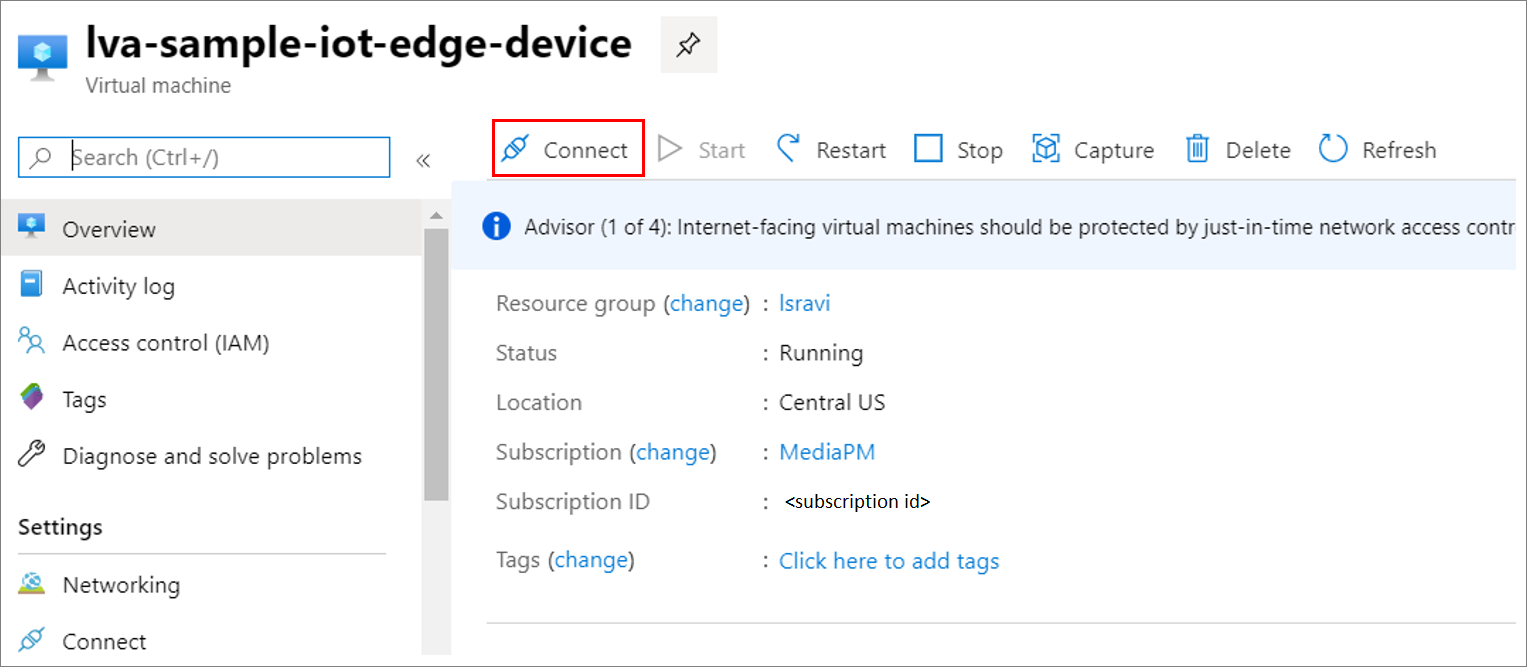 lva-sample-iot-edge-device
Virtual machine
Search (Ctrl+/)
«
Connect
Start
Restart
Stop
Capture
Delete
Refresh
Overview
Activity log
Access control (IAM)
Tags
Diagnose and solve problems
Settings
Networking
Connect
Advisor (1 of 4): Internet-facing virtual machines should be protected by just-in-time network access contr
Resource group (change) : lsravi
Status : Running
Location : Central US
Subscription (change) : MediaPM
Subscription ID : <subscription id>
Tags (change) : Click here to add tags